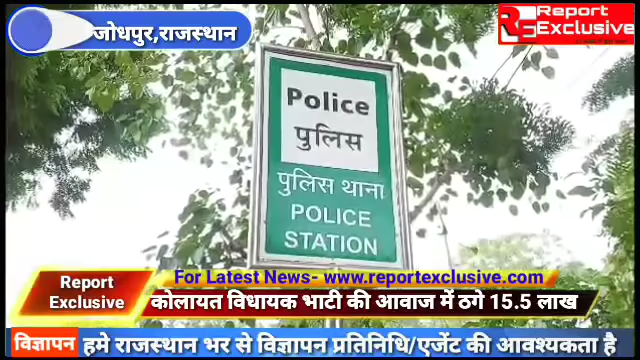 जोधपुर,राजस्थान
Report
Exclusive
Police
पुलिस
पुलिस थाना
POLICE
STATION
For Latest News- www.reportexclusive.com
Report
Exclusive
कोलायत विधायक भाटी की आवाज में ठगे 15.5 लाख
विज्ञापन हमे राजस्थान भर से विज्ञापन प्रतिनिधि/एजेंट की आवश्यकता है